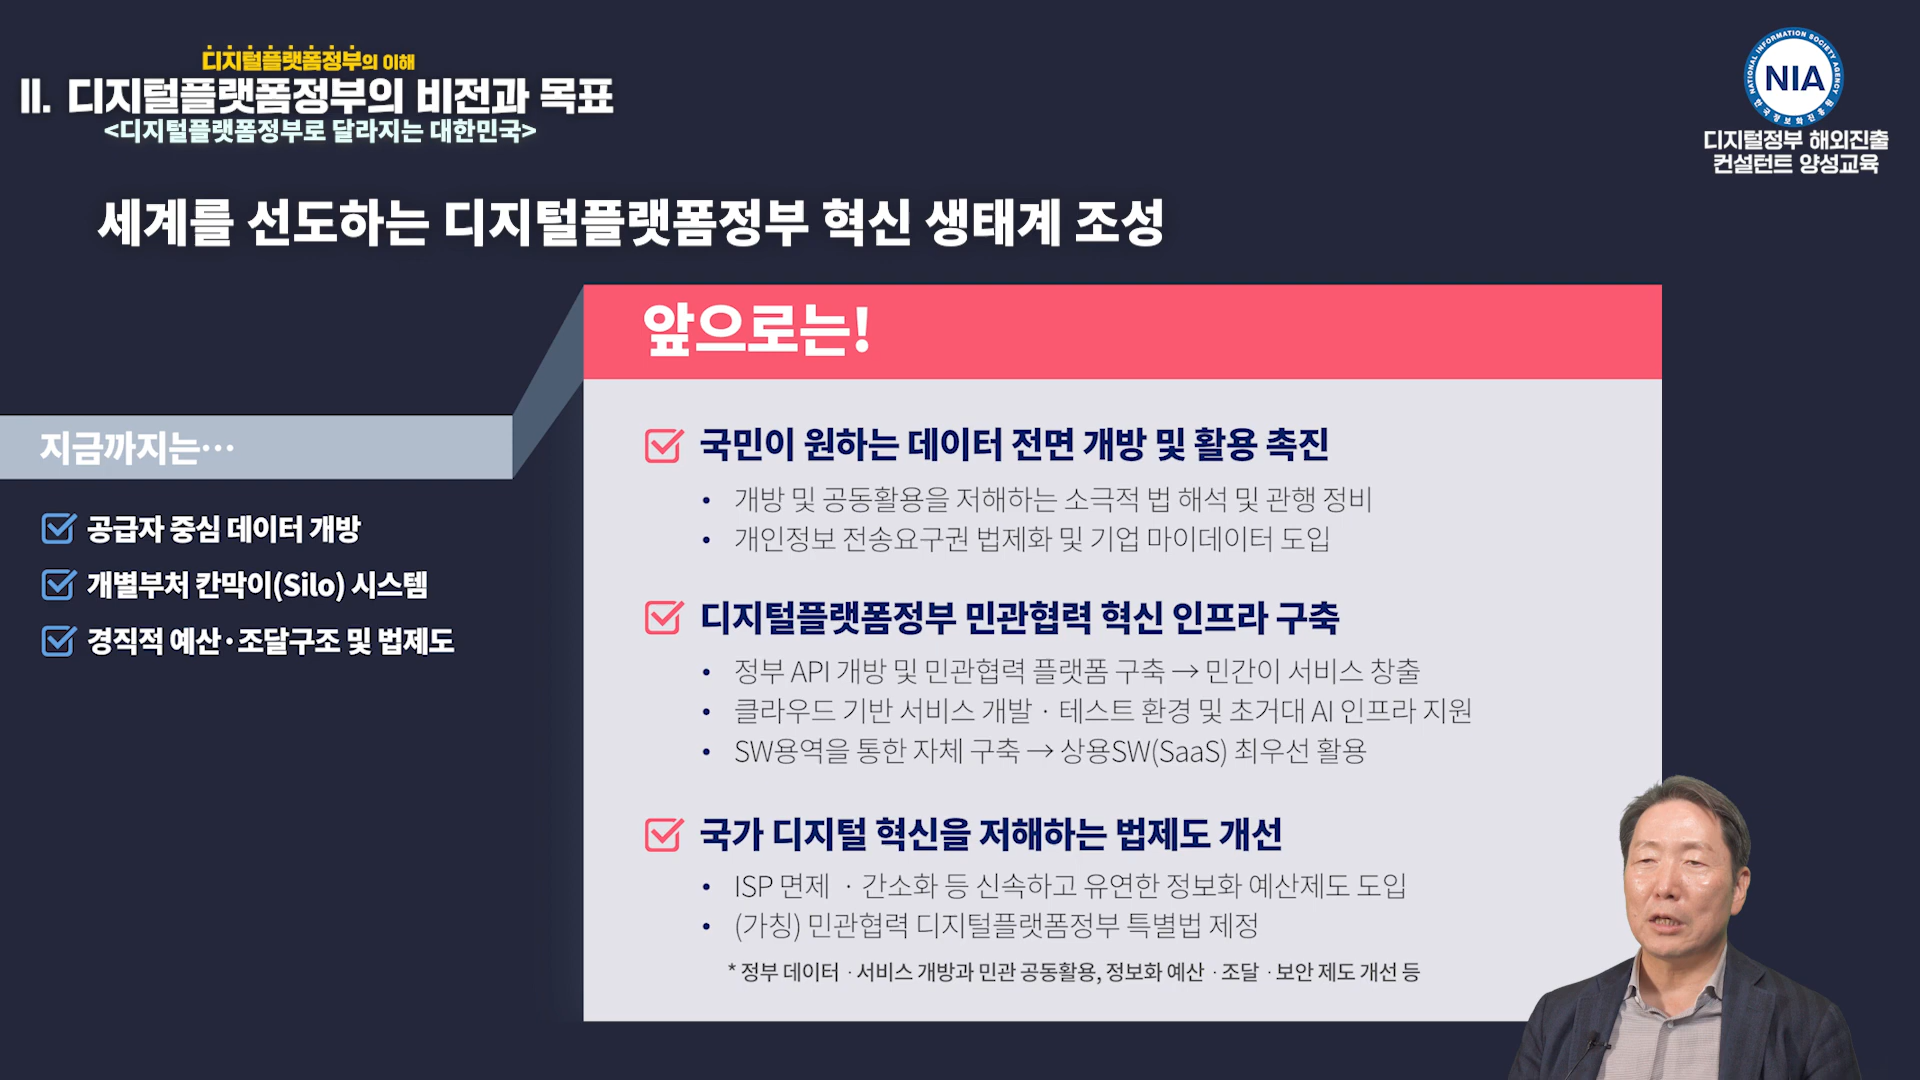 디지털플랫폼정부의 이해
II. 디지털플랫폼정부의 비전과 목표
<디지털플랫폼정부로 달라지는 대한민국>
NATIONAL INFORMATION SOCIETY AGENCY
NIA
한국정보화진흥원
디지털정부 해외진출
컨설턴트 양성교육
세계를 선도하는 디지털플랫폼정부 혁신 생태계 조성
지금까지는…
공급자 중심 데이터 개방
개별부처 칸막이(Silo) 시스템
경직적 예산·조달구조 및 법제도
앞으로는!
국민이 원하는 데이터 전면 개방 및 활용 촉진
• 개방 및 공동활용을 저해하는 소극적 법 해석 및 관행 정비
• 개인정보 전송요구권 법제화 및 기업 마이데이터 도입
디지털플랫폼정부 민관협력 혁신 인프라 구축
• 정부 API 개방 및 민관협력 플랫폼 구축 → 민간이 서비스 창출
• 클라우드 기반 서비스 개발 · 테스트 환경 및 초거대 AI 인프라 지원
• SW용역을 통한 자체 구축 → 상용SW(SaaS) 최우선 활용
국가 디지털 혁신을 저해하는 법제도 개선
• ISP 면제 · 간소화 등 신속하고 유연한 정보화 예산제도 도입
• (가칭) 민관협력 디지털플랫폼정부 특별법 제정
* 정부 데이터 · 서비스 개방과 민관 공동활용, 정보화 예산 · 조달 · 보안 제도 개선 등